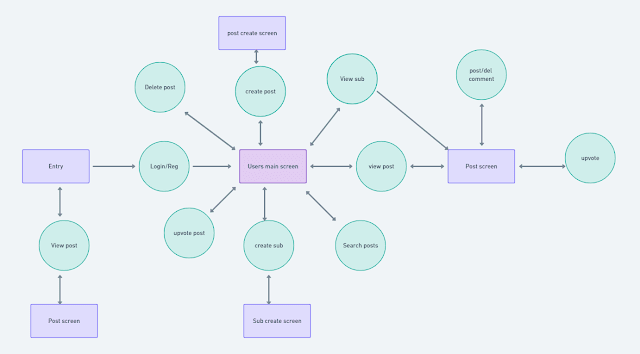 post create screen
Delete post
create post
View sub
post/del
comment
Entry
Login/Reg
Users main screen
view post
Post screen
upvote
View post
upvote post
create sub
Search posts
Post screen
Sub create screen